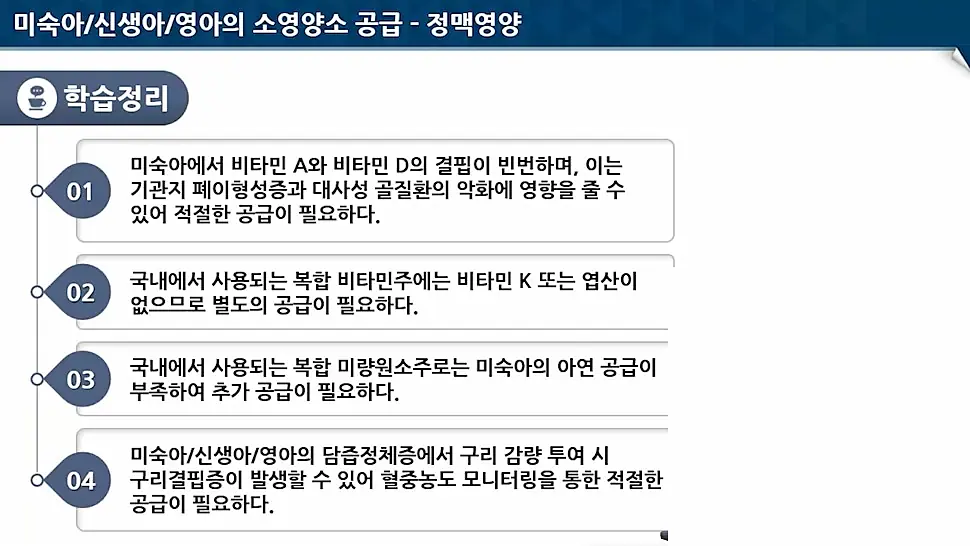 미숙아/신생아/영아의 소영양소 공급 - 정맥영양
학습정리
01
미숙아에서 비타민 A와 비타민 D의 결핍이 빈번하며, 이는
기관지 폐이형성증과 대사성 골질환의 악화에 영향을 줄 수
있어 적절한 공급이 필요하다.
02
국내에서 사용되는 복합 비타민주에는 비타민 K 또는 엽산이
없으므로 별도의 공급이 필요하다.
03
국내에서 사용되는 복합 미량원소주로는 미숙아의 아연 공급이
부족하여 추가 공급이 필요하다.
04
미숙아/신생아/영아의 담즙정체증에서 구리 감량 투여 시
구리결핍증이 발생할 수 있어 혈중농도 모니터링을 통한 적절한
공급이 필요하다.